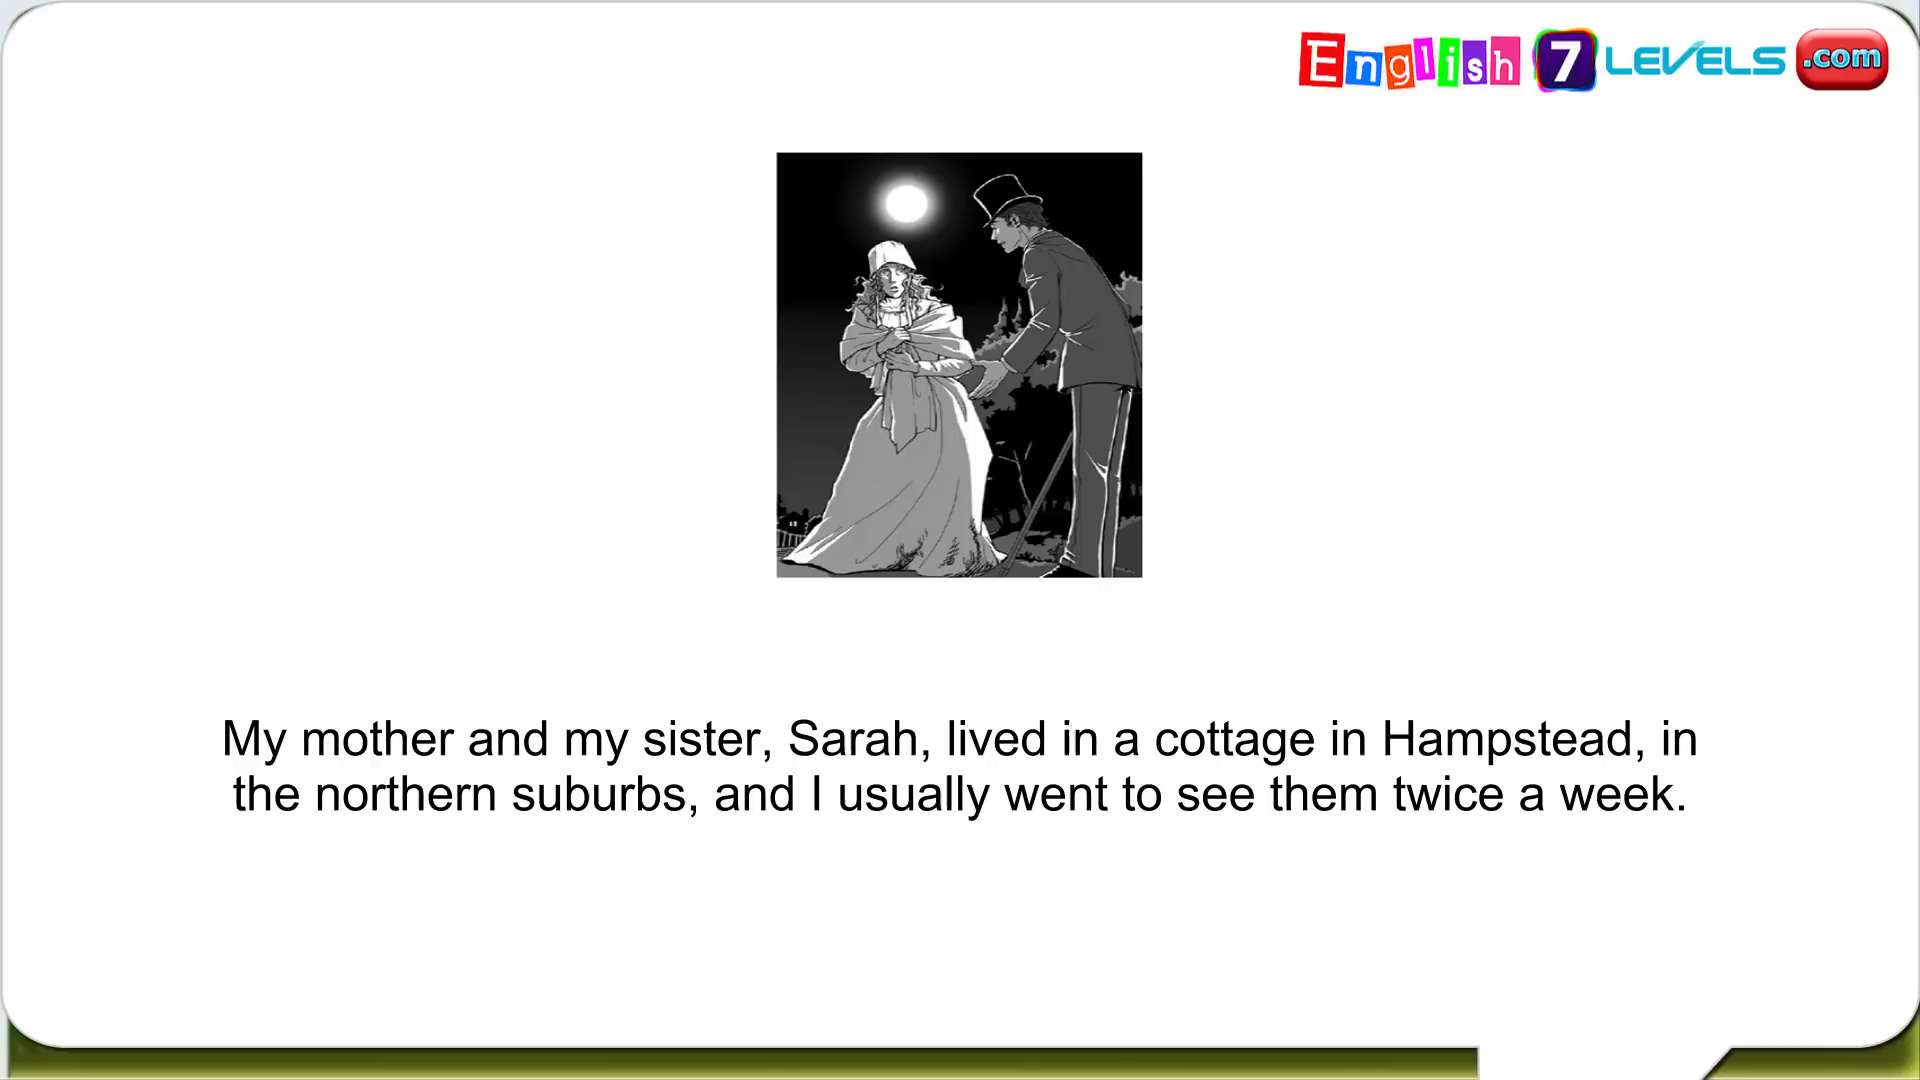 English 7 LEVELS .com
My mother and my sister, Sarah, lived in a cottage in Hampstead, in
the northern suburbs, and I usually went to see them twice a week.